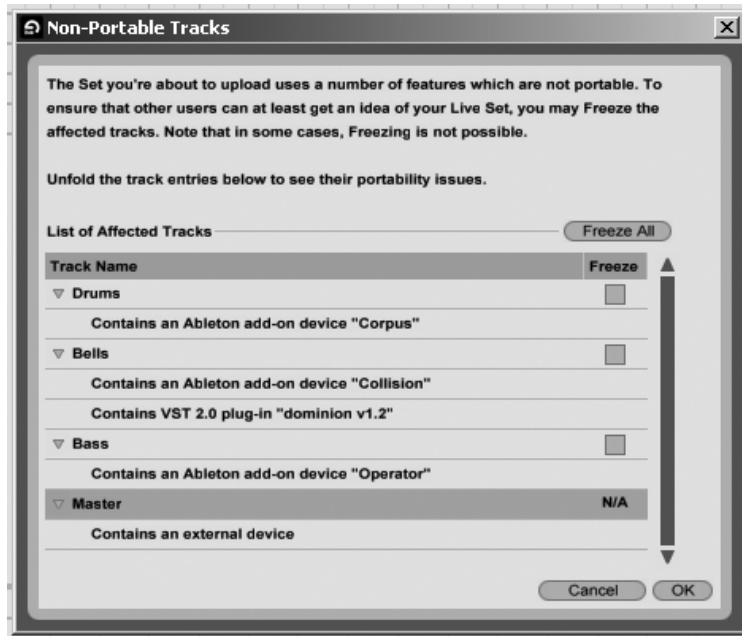 Non-Portable Tracks
The Set you're about to upload uses a number of features which are not portable. To
ensure that other users can at least get an idea of your Live Set, you may Freeze the
affected tracks. Note that in some cases, Freezing is not possible.
Unfold the track entries below to see their portability issues.
List of Affected Tracks Freeze All
Track Name Freeze
Drums
Contains an Ableton add-on device "Corpus"
Bells
Contains an Ableton add-on device "Collision"
Contains VST 2.0 plug-in "dominion v1.2"
Bass
Contains an Ableton add-on device "Operator"
Master N/A
Contains an external device
Cancel OK